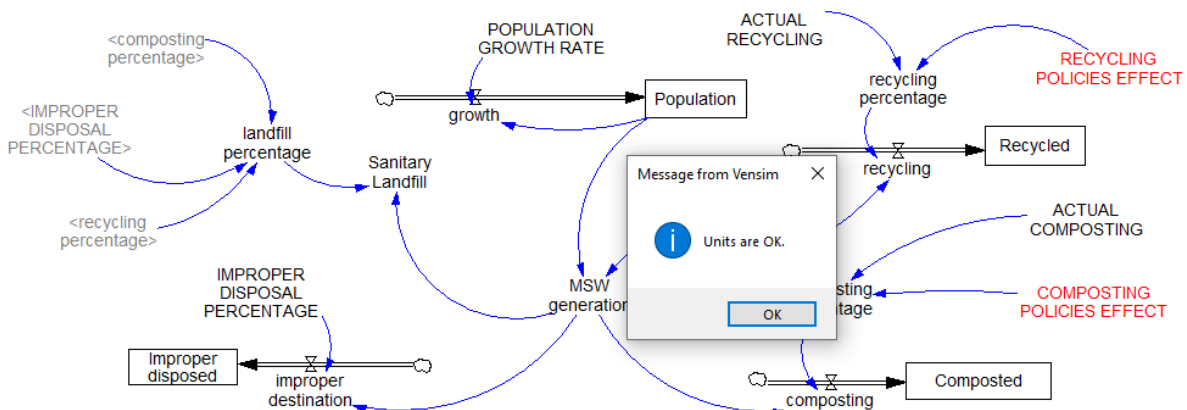 <composting
percentage>
POPULATION
GROWTH RATE
ACTUAL
RECYCLING
RECYCLING
POLICIES EFFECT
recycling
percentage
Population
growth
<IMPROPER
DISPOSAL
PERCENTAGE>
landfill
percentage
Sanitary
Landfill
Recycled
recycling
Message from Vensim
Units are OK.
OK
<recycling
percentage>
ACTUAL
COMPOSTING
IMPROPER
DISPOSAL
PERCENTAGE
MSW
generation
COMPOSTING
POLICIES EFFECT
Improper
disposed
improper
destination
Composted
composting